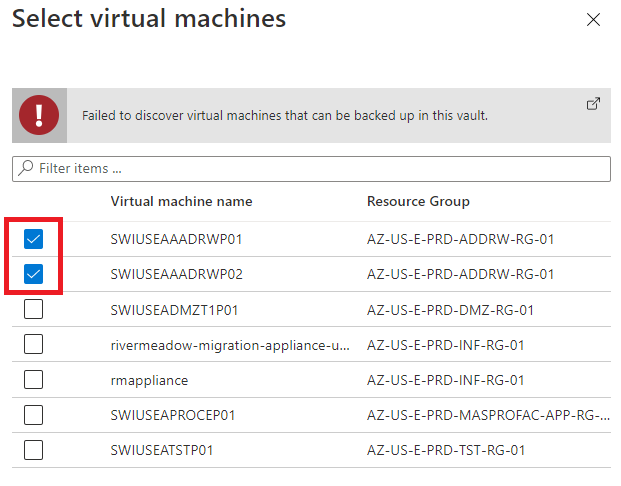 Select virtual machines
Failed to discover virtual machines that can be backed up in this vault.
Filter items ...
Virtual machine name Resource Group
SWIUSEAAADRWP01 AZ-US-E-PRD-ADDRW-RG-01
SWIUSEAAADRWP02 AZ-US-E-PRD-ADDRW-RG-01
SWIUSEADMZT1P01 AZ-US-E-PRD-DMZ-RG-01
rivermeadow-migration-appliance-u... AZ-US-E-PRD-INF-RG-01
rmappliance AZ-US-E-PRD-INF-RG-01
SWIUSEAPROCEP01 AZ-US-E-PRD-MASPROFAC-APP-RG-...
SWIUSEATSTP01 AZ-US-E-PRD-TST-RG-01